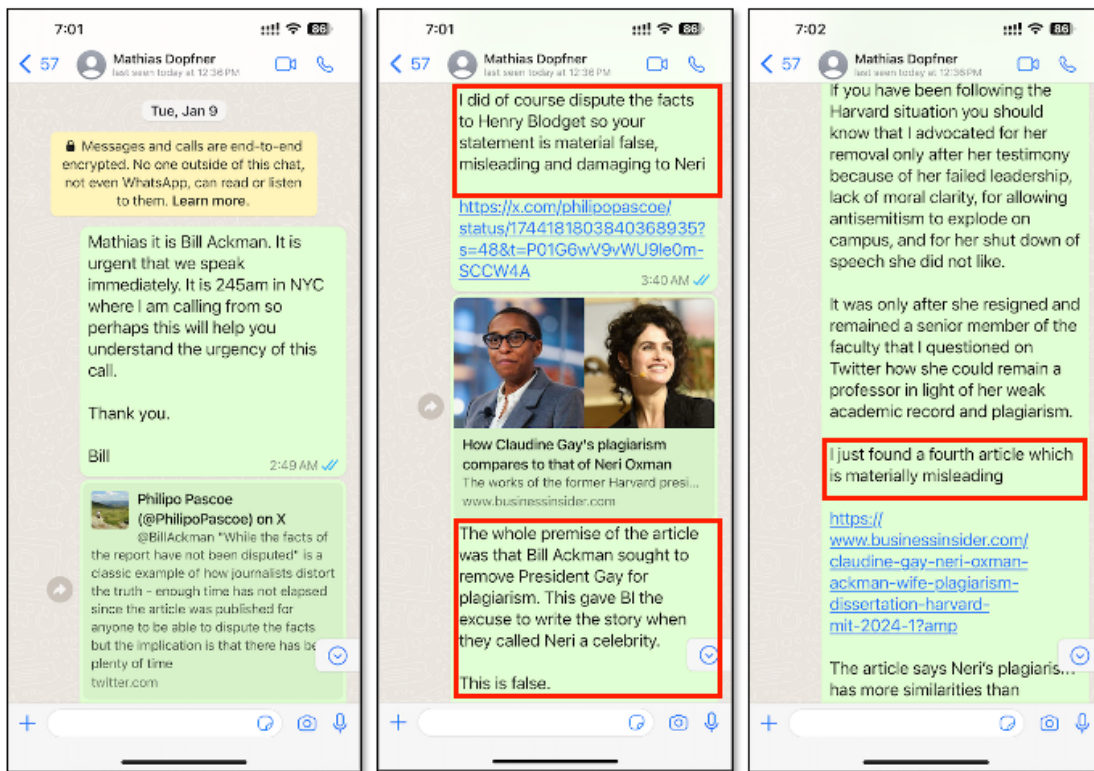 7:01
86
57
Mathias Dopfner
last seen today at 12:36 PM
Tue, Jan 9
Messages and calls are end-to-end
encrypted. No one outside of this chat,
not even WhatsApp, can read or listen
to them. Learn more.
Mathias it is Bill Ackman. It is
urgent that we speak
immediately. It is 245am in NYC
where I am calling from so
perhaps this will help you
understand the urgency of this
call.
Thank you.
Bill
2:49 AM
Philipo Pascoe
(@PhilipoPascoe) on X
@BillAckman "While the facts of
the report have not been disputed" is a
classic example of how journalists distort
the truth - enough time has not elapsed
since the article was published for
anyone to be able to dispute the facts
but the implication is that there has be
plenty of time
twitter.com
7:01
86
57
Mathias Dopfner
last seen today at 12:36 PM
I did of course dispute the facts
to Henry Blodget so your
statement is material false,
misleading and damaging to Neri
https://x.com/philipopascoe/
status/1744181803840368935?
s=48&t=P01G6wV9vWU9le0m-
SCCW4A
3:40 AM
How Claudine Gay's plagiarism
compares to that of Neri Oxman
The works of the former Harvard presi...
www.businessinsider.com
The whole premise of the article
was that Bill Ackman sought to
remove President Gay for
plagiarism. This gave BI the
excuse to write the story when
they called Neri a celebrity.
This is false.
7:02
86
57
Mathias Dopfner
last seen today at 12:36 PM
If you have been following the
Harvard situation you should
know that I advocated for her
removal only after her testimony
because of her failed leadership,
lack of moral clarity, for allowing
antisemitism to explode on
campus, and for her shut down of
speech she did not like.
It was only after she resigned and
remained a senior member of the
faculty that I questioned on
Twitter how she could remain a
professor in light of her weak
academic record and plagiarism.
I just found a fourth article which
is materially misleading
https://
www.businessinsider.com/
claudine-gay-neri-oxman-
ackman-wife-plagiarism-
dissertation-harvard-
mit-2024-1?amp
The article says Neri's plagiaris
has more similarities than